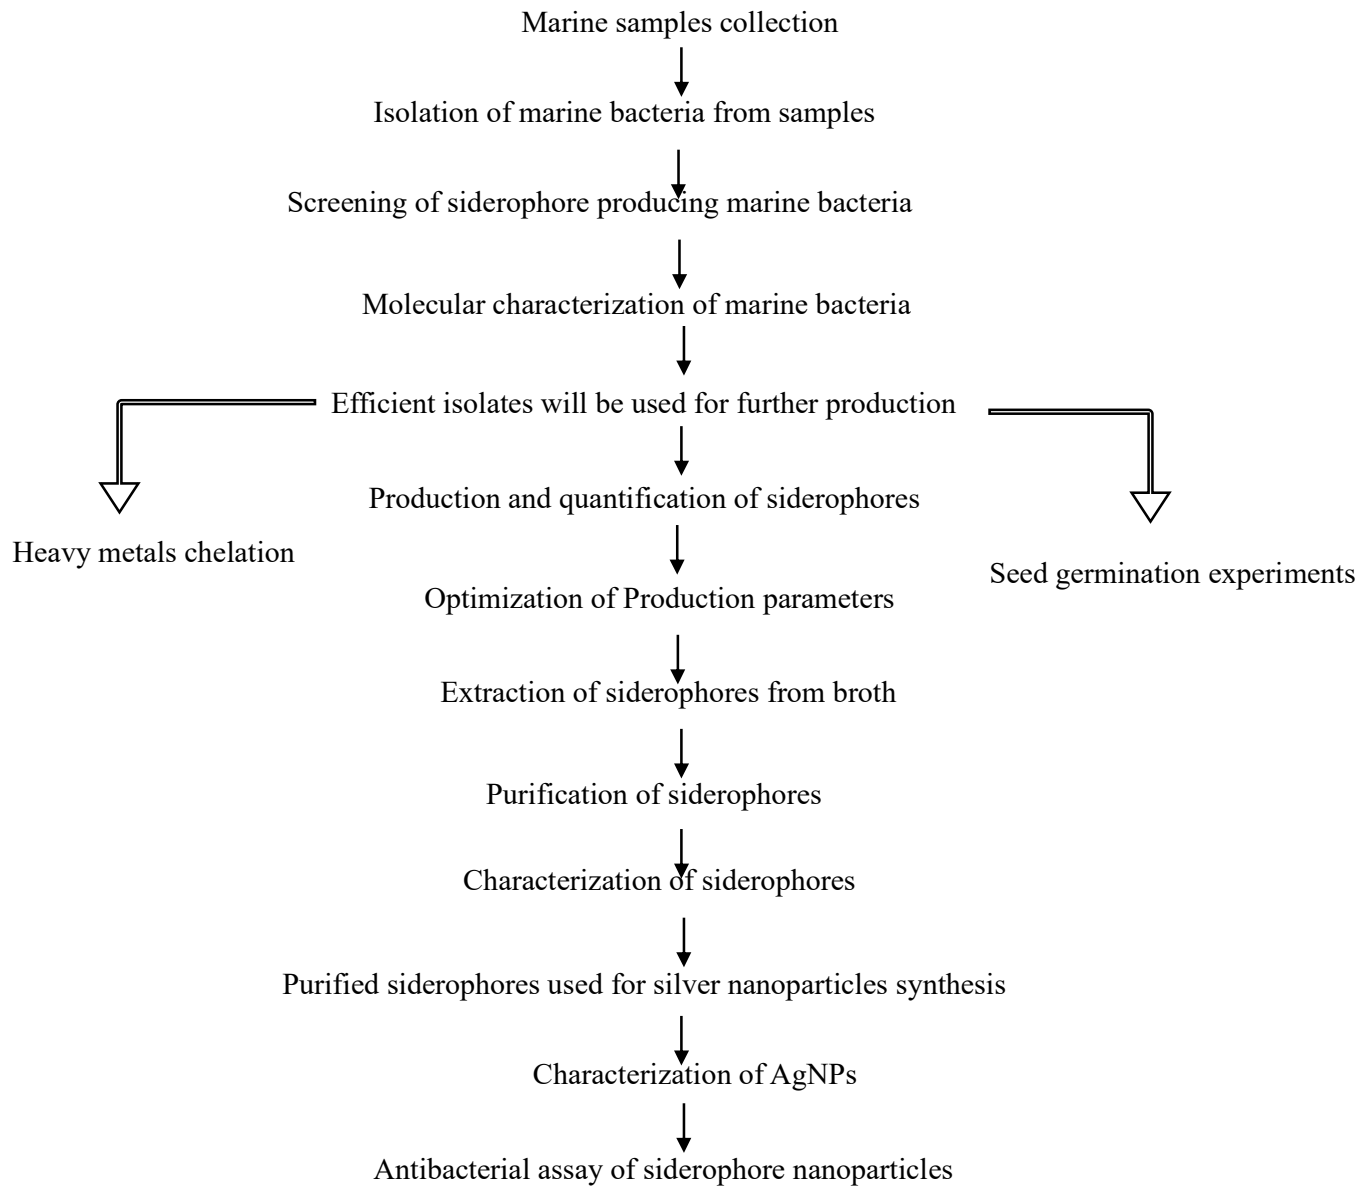 Marine samples collection
Isolation of marine bacteria from samples
Screening of siderophore producing marine bacteria
Molecular characterization of marine bacteria
Efficient isolates will be used for further production
Production and quantification of siderophores
Heavy metals chelation
Seed germination experiments
Optimization of Production parameters
Extraction of siderophores from broth
Purification of siderophores
Characterization of siderophores
Purified siderophores used for silver nanoparticles synthesis
Characterization of AgNPs
Antibacterial assay of siderophore nanoparticles